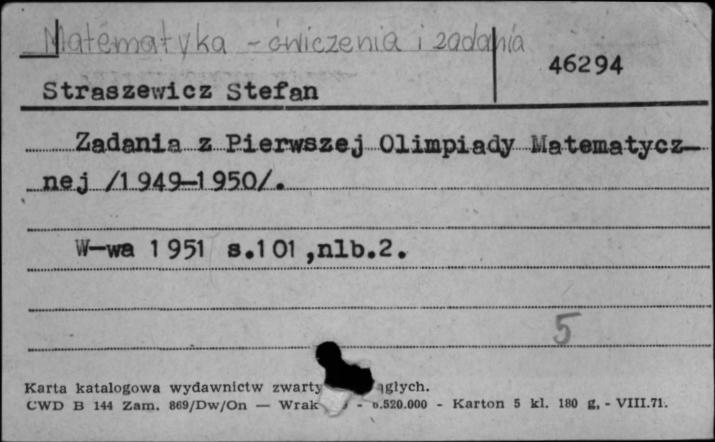 Matematyka - ćwiczenia i zadania
46294
Straszewicz Stefan
Zadania z Pierwszej Olimpiady Matematycz-
nej /1949-1950/.
W-wa 1951 s.101,nlb.2.
5
Karta katalogowa wydawnictw zwarty ągłych.
CWD B 144 Zam. 869/Dw/On — Wrak - 6.520.000 - Karton 5 kl. 180 g. - VIII.71.